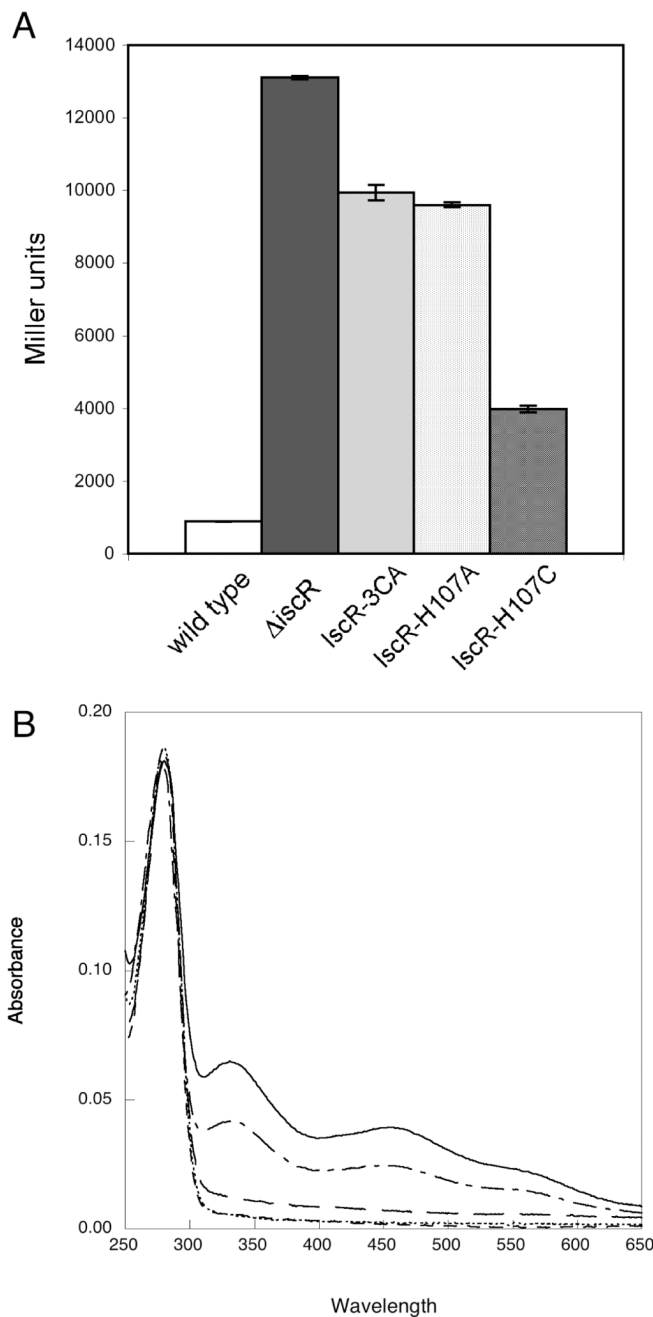 A
14000
12000
10000
8000
6000
4000
2000
0
Miller units
wild type
ΔiscR
IscR-3CA
IscR-H107A
IscR-H107C
B
0.20
0.15
0.10
0.05
0.00
Absorbance
250 300 350 400 450 500 550 600 650
Wavelength